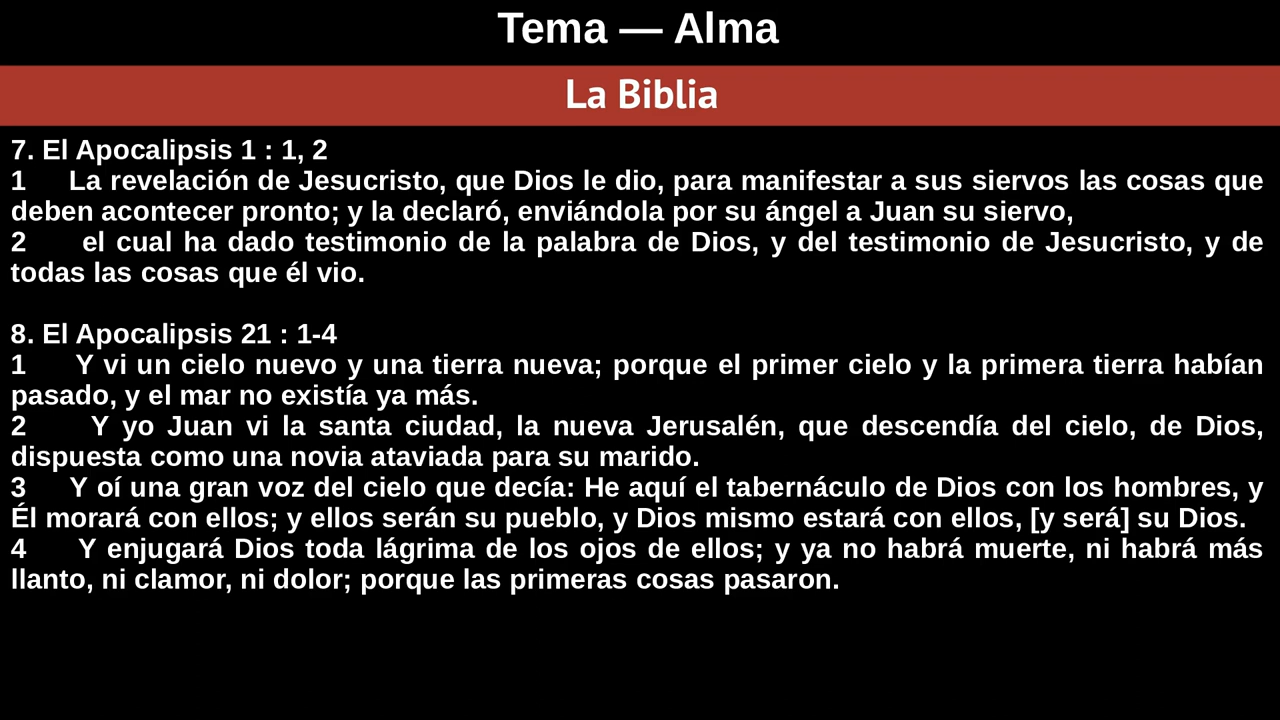 Tema — Alma
La Biblia
7. El Apocalipsis 1 : 1, 2
1 La revelación de Jesucristo, que Dios le dio, para manifestar a sus siervos las cosas que
deben acontecer pronto; y la declaró, enviándola por su ángel a Juan su siervo,
2 el cual ha dado testimonio de la palabra de Dios, y del testimonio de Jesucristo, y de
todas las cosas que él vio.
8. El Apocalipsis 21 : 1-4
1 Y vi un cielo nuevo y una tierra nueva; porque el primer cielo y la primera tierra habían
pasado, y el mar no existía ya más.
2 Y yo Juan vi la santa ciudad, la nueva Jerusalén, que descendía del cielo, de Dios,
dispuesta como una novia ataviada para su marido.
3 Y oí una gran voz del cielo que decía: He aquí el tabernáculo de Dios con los hombres, y
Él morará con ellos; y ellos serán su pueblo, y Dios mismo estará con ellos, [y será] su Dios.
4 Y enjugará Dios toda lágrima de los ojos de ellos; y ya no habrá muerte, ni habrá más
llanto, ni clamor, ni dolor; porque las primeras cosas pasaron.